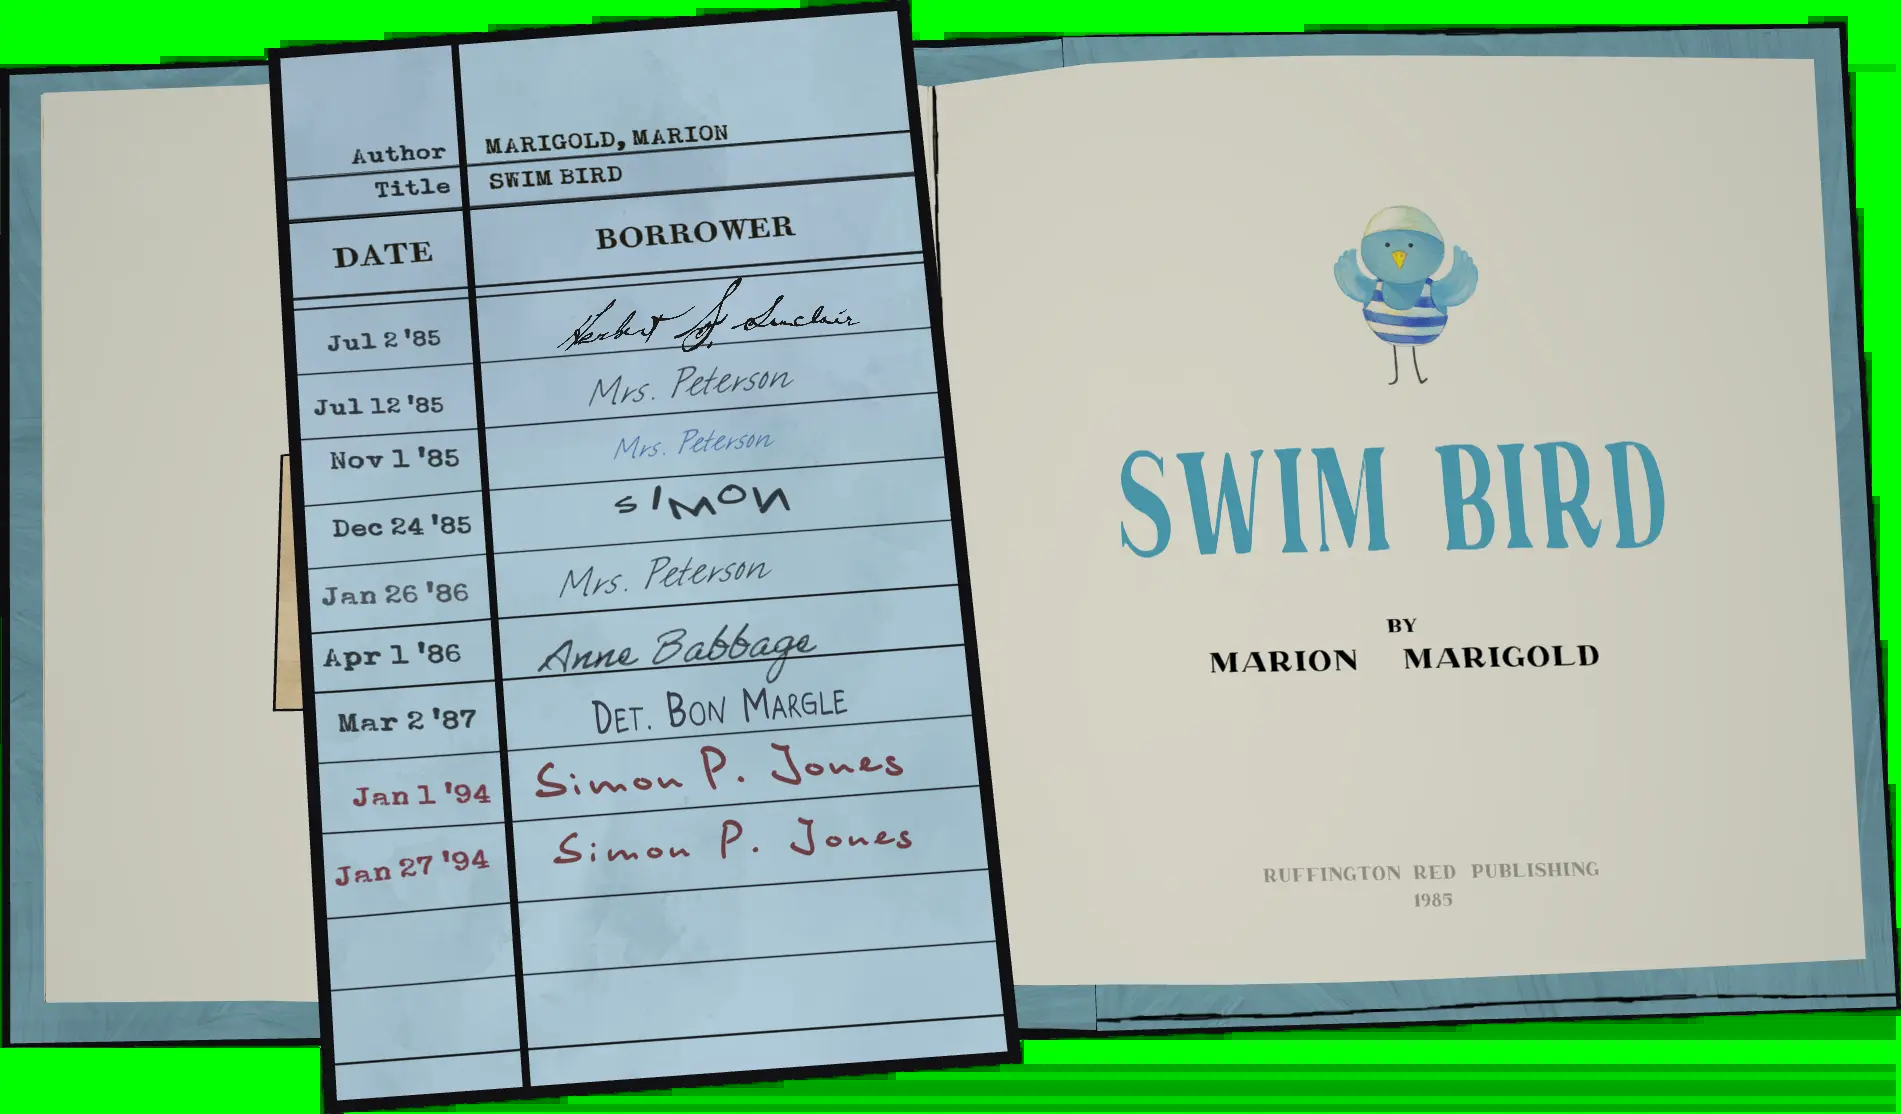 Author MARIGOLD, MARION
Title SWIM BIRD
DATE BORROWER
Jul 2 '85 Herbert S. Sinclair
Jul 12 '85 Mrs. Peterson
Nov 1 '85 Mrs. Peterson
Dec 24 '85 SIMON
Jan 26 '86 Mrs. Peterson
Apr 1 '86 Anne Babbage
Mar 2 '87 DET. BON MARGLE
Jan 1 '94 Simon P. Jones
Jan 27 '94 Simon P. Jones
SWIM BIRD
BY
MARION MARIGOLD
RUFFINGTON RED PUBLISHING
1985